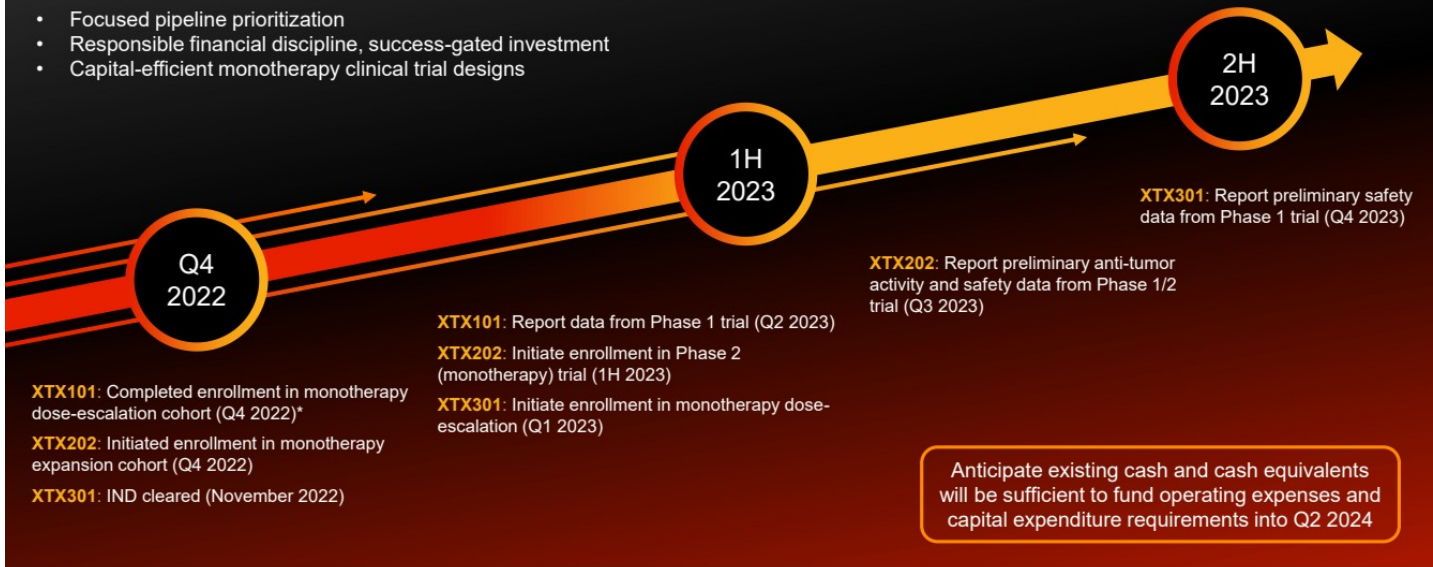 • Focused pipeline prioritization
• Responsible financial discipline, success-gated investment
• Capital-efficient monotherapy clinical trial designs
Q4
2022
XTX101: Completed enrollment in monotherapy
dose-escalation cohort (Q4 2022)*
XTX202: Initiated enrollment in monotherapy
expansion cohort (Q4 2022)
XTX301: IND cleared (November 2022)
1H
2023
XTX101: Report data from Phase 1 trial (Q2 2023)
XTX202: Initiate enrollment in Phase 2
(monotherapy) trial (1H 2023)
XTX301: Initiate enrollment in monotherapy dose-
escalation (Q1 2023)
2H
2023
XTX202: Report preliminary anti-tumor
activity and safety data from Phase 1/2
trial (Q3 2023)
XTX301: Report preliminary safety
data from Phase 1 trial (Q4 2023)
Anticipate existing cash and cash equivalents
will be sufficient to fund operating expenses and
capital expenditure requirements into Q2 2024